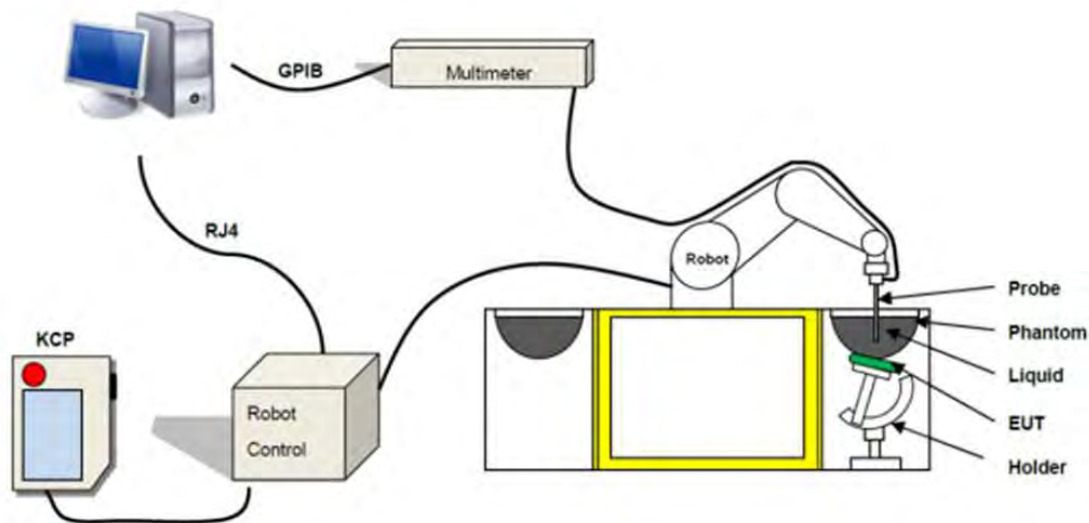 GPIB
Multimeter
RJ4
Robot
Probe
Phantom
Liquid
EUT
Holder
KCP
Robot
Control